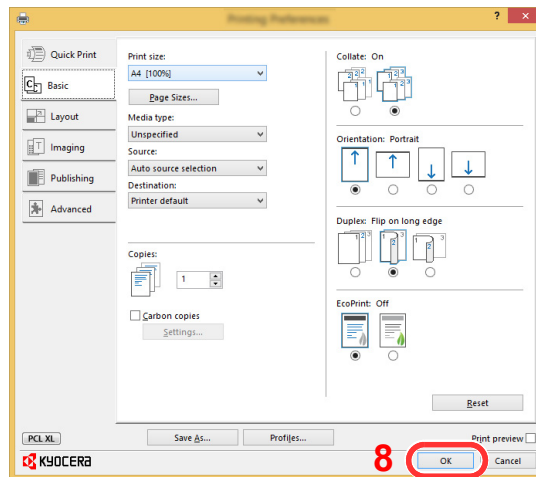 Printing Preferences
?
Quick Print
Basic
Layout
Imaging
Publishing
Advanced
Print size:
A4 [100%]
Page Sizes...
Media type:
Unspecified
Source:
Auto source selection
Destination:
Printer default
Copies:
1
Carbon copies
Settings...
Collate: On
Orientation: Portrait
Duplex: Flip on long edge
EcoPrint: Off
Reset
PCL XL
Save As...
Profiles...
Print preview
KYOCERA
8
OK
Cancel